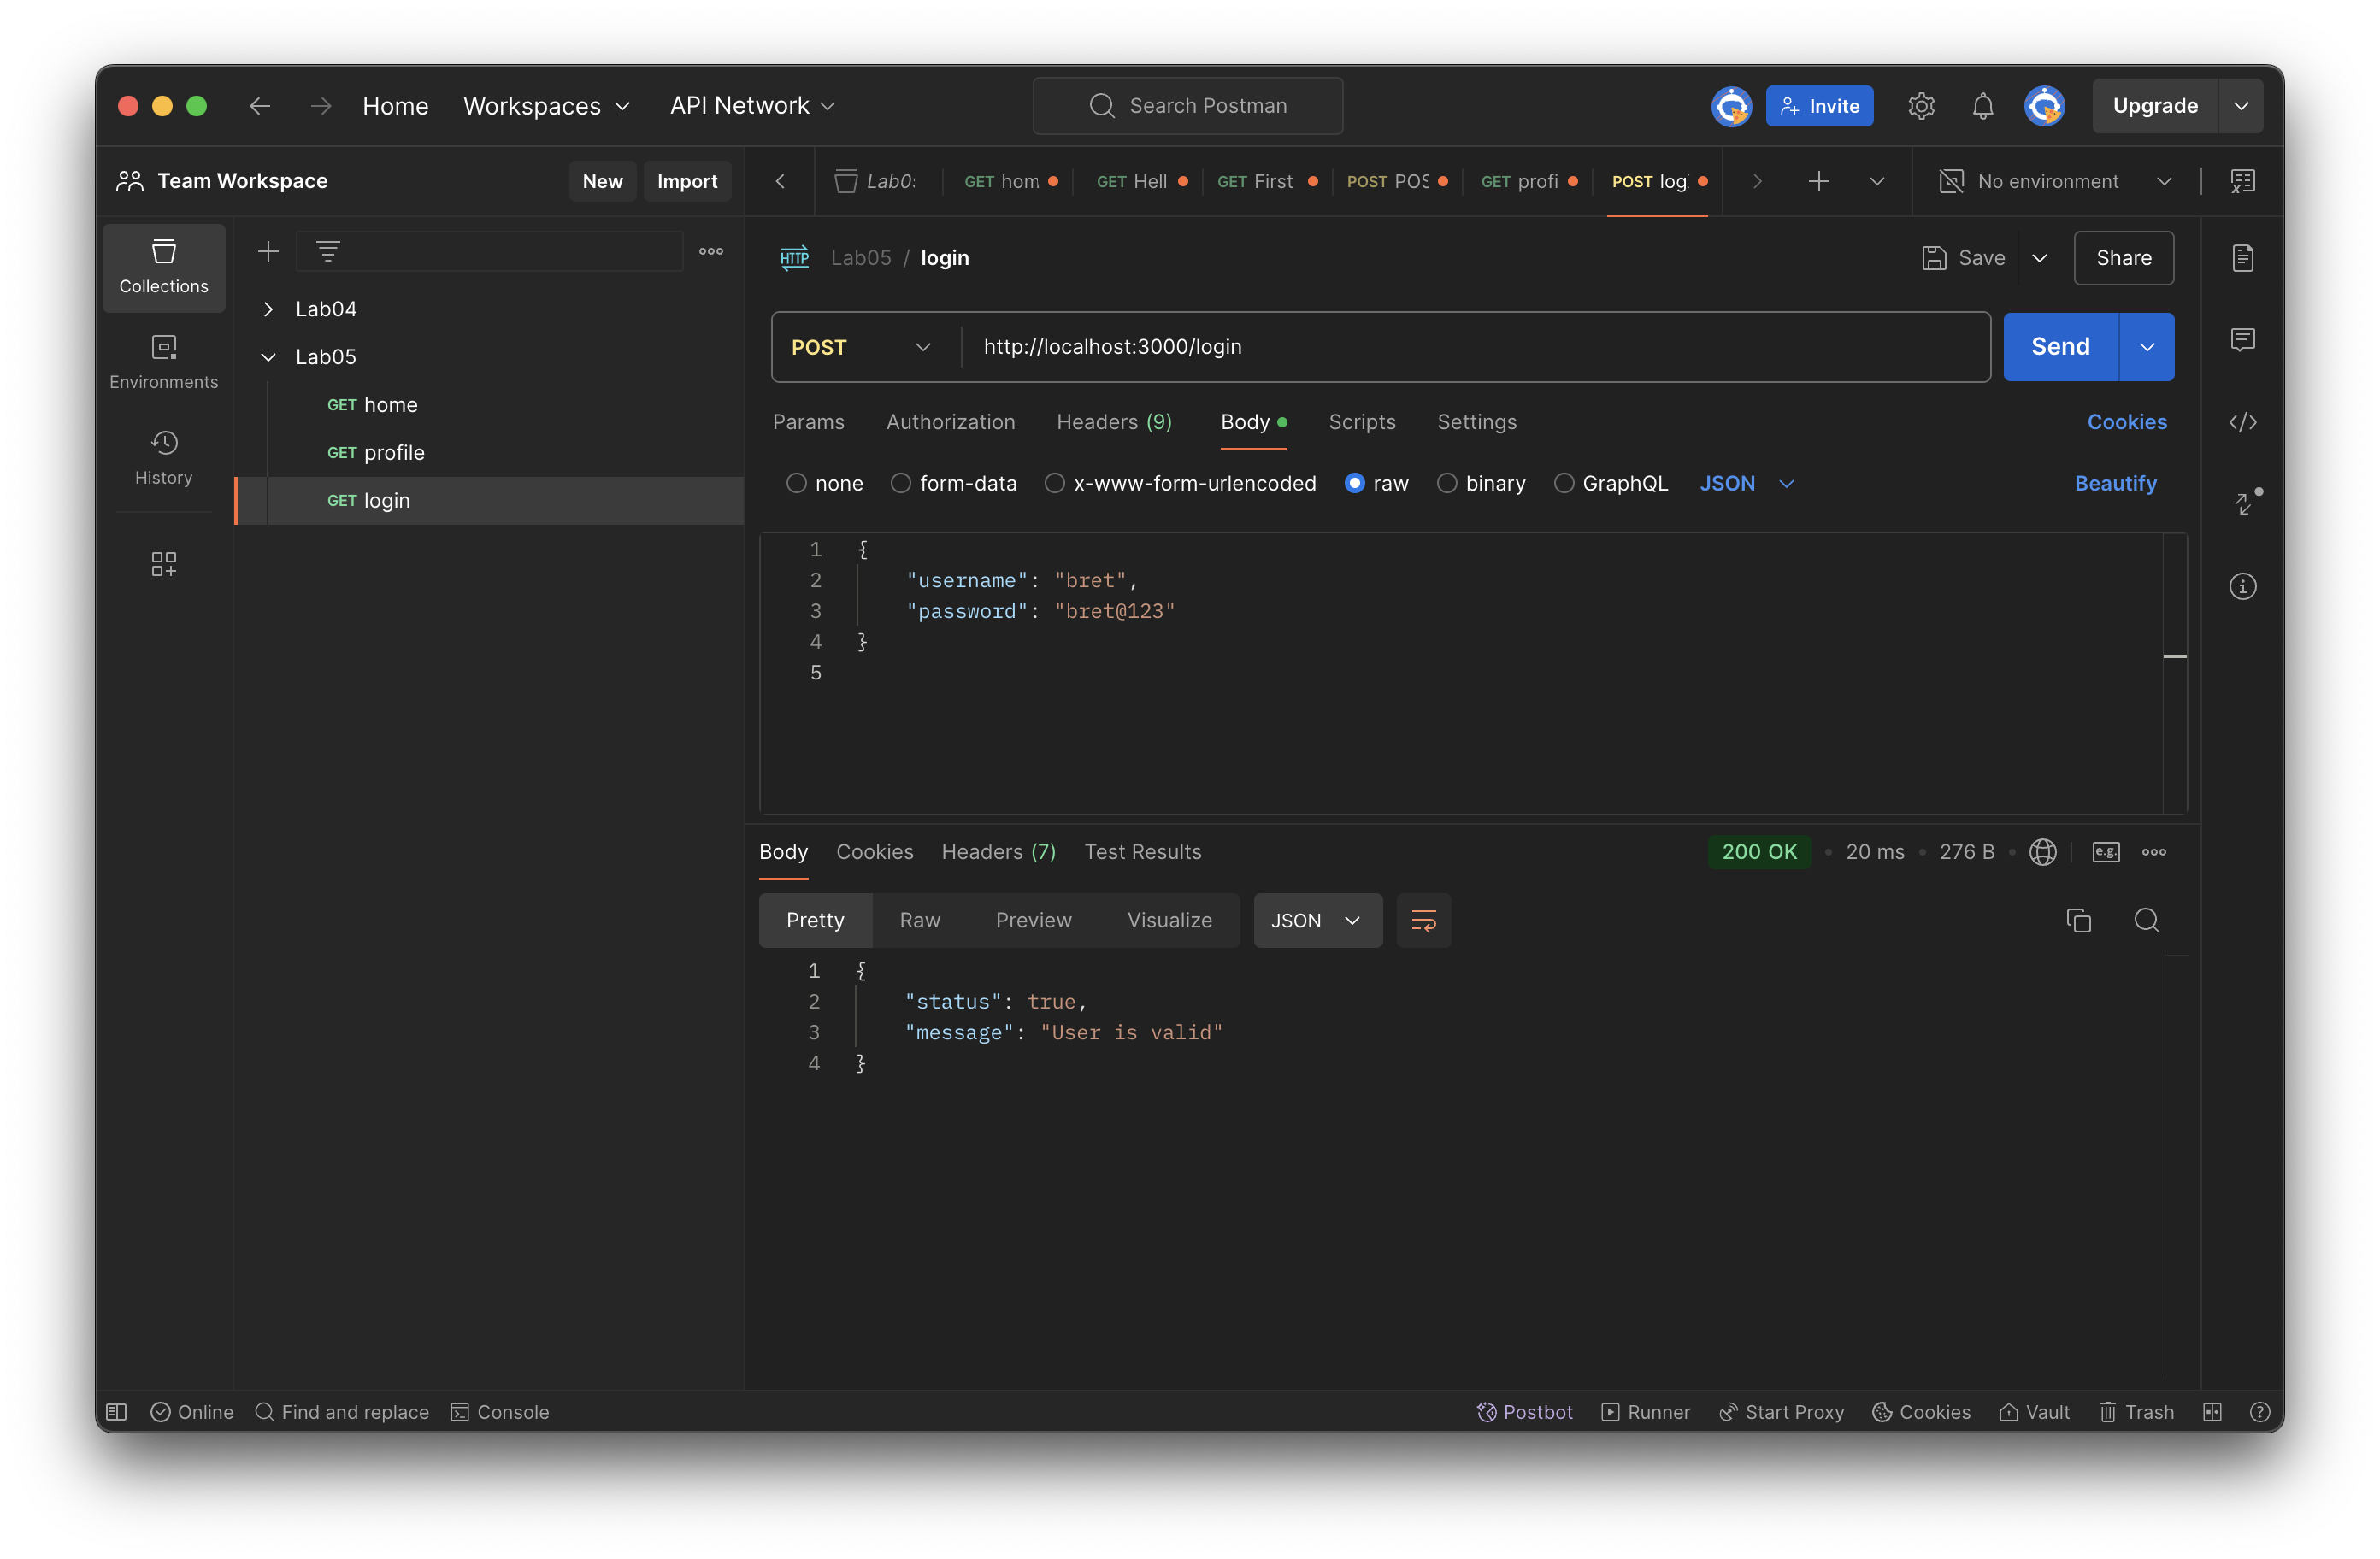 Home Workspaces API Network Search Postman Invite Upgrade
Team Workspace New Import GET hom GET Hell GET First POST POS GET profi POST log No environment
Collections
Environments
History
Lab04
Lab05
GET home
GET profile
GET login
HTTP Lab05 / login Save Share
POST http://localhost:3000/login Send
Params Authorization Headers (9) Body Scripts Settings Cookies
none form-data x-www-form-urlencoded raw binary GraphQL JSON Beautify
1 {
2 "username": "bret",
3 "password": "bret@123"
4 }
5
Body Cookies Headers (7) Test Results 200 OK • 20 ms • 276 B • e.g.
Pretty Raw Preview Visualize JSON
1 {
2 "status": true,
3 "message": "User is valid"
4 }
Online Find and replace Console Postbot Runner Start Proxy Cookies Vault Trash